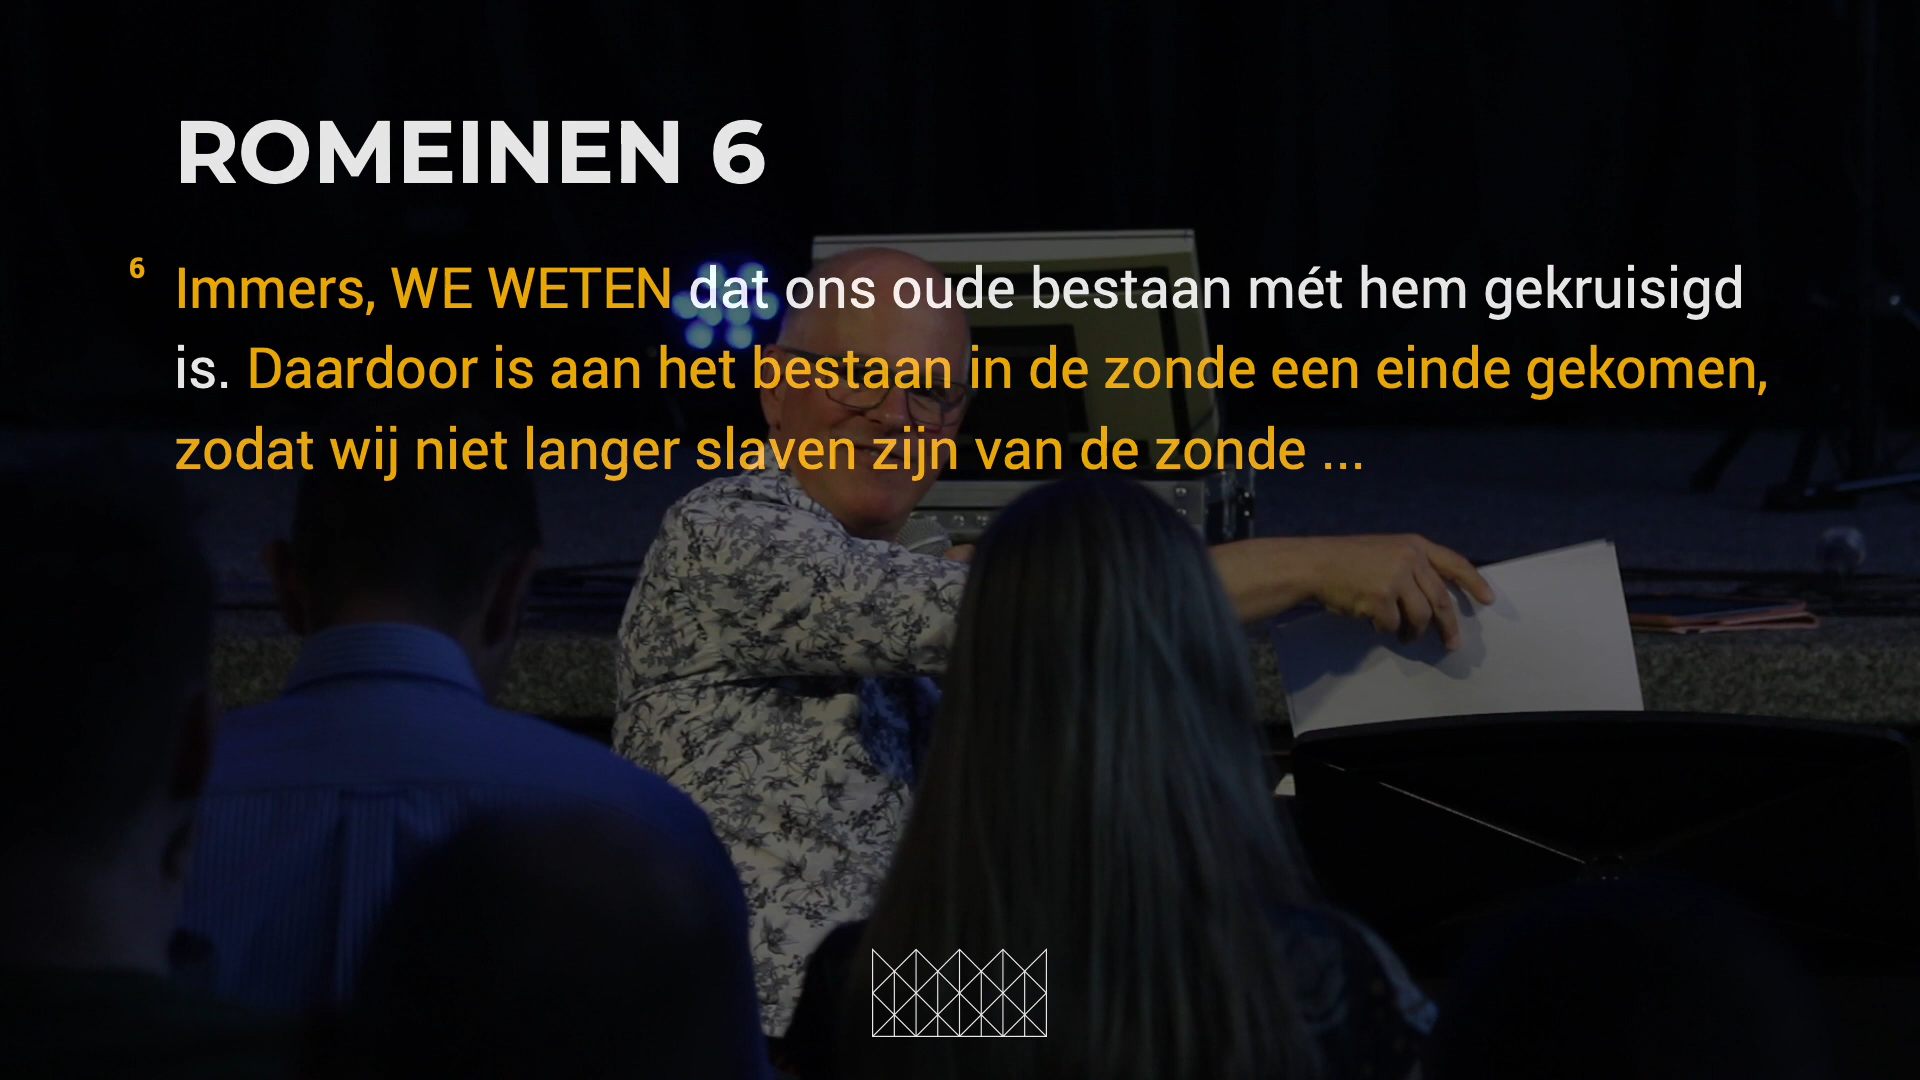 ROMEINEN 6
6 Immers, WE WETEN dat ons oude bestaan mét hem gekruisigd
is. Daardoor is aan het bestaan in de zonde een einde gekomen,
zodat wij niet langer slaven zijn van de zonde ...